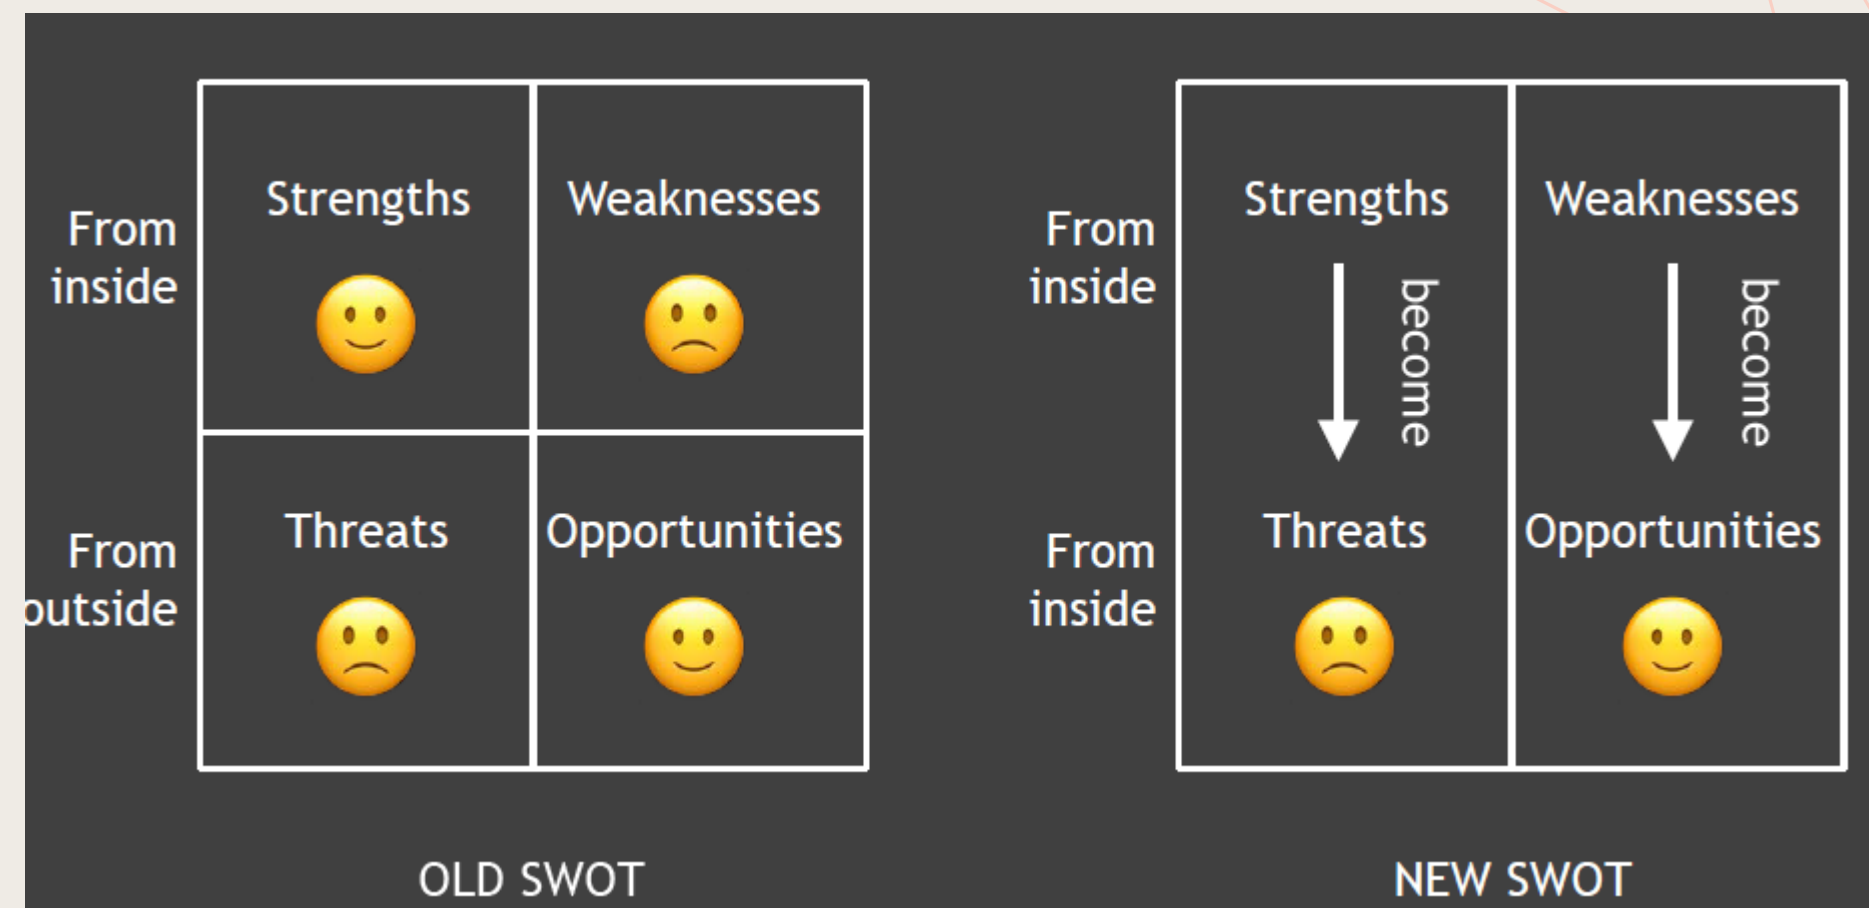 Strengths
Weaknesses
From
inside
Threats
Opportunities
From
outside
OLD SWOT
Strengths
Weaknesses
From
inside
become
become
Threats
Opportunities
From
inside
NEW SWOT